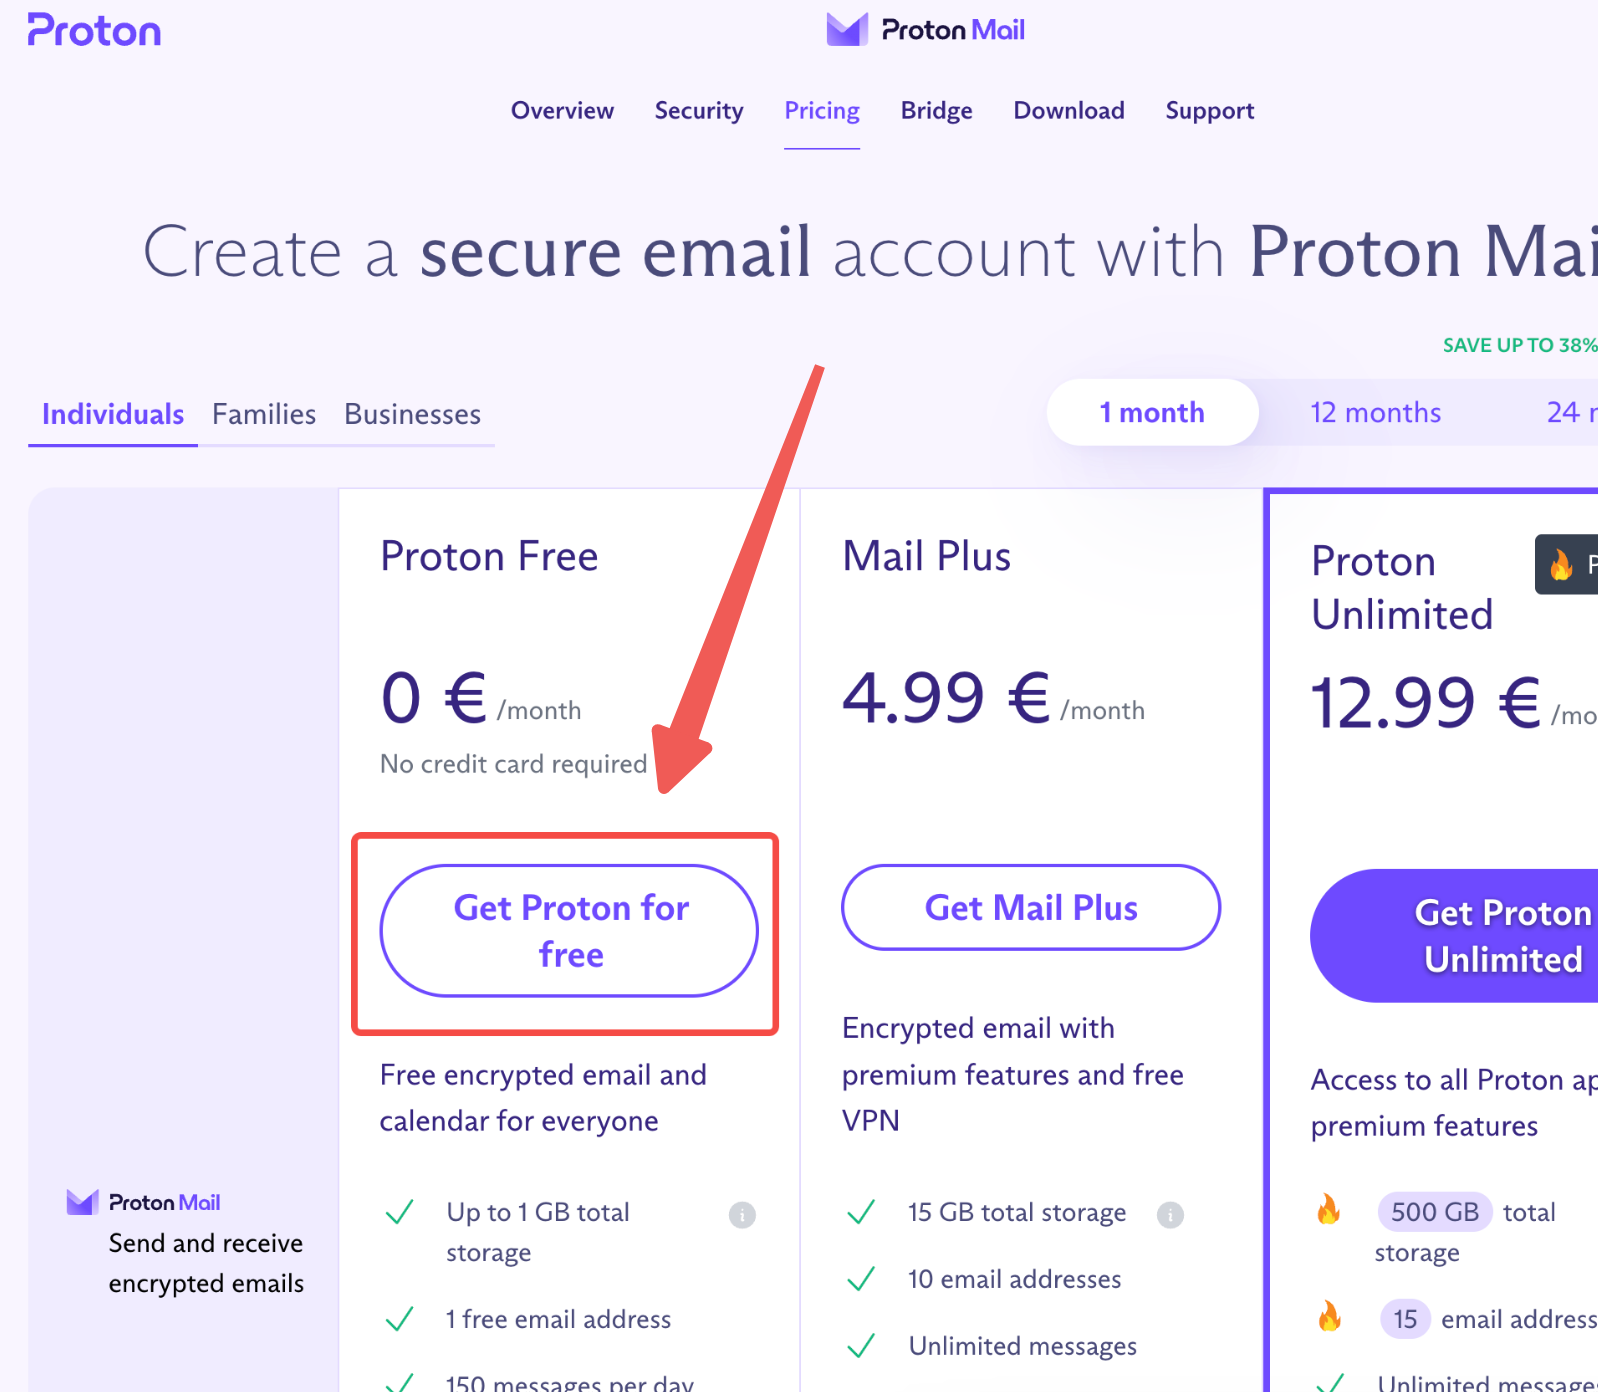 Proton
Proton Mail
Overview Security Pricing Bridge Download Support
Create a secure email account with Proton Mai
SAVE UP TO 38%
Individuals Families Businesses
1 month 12 months 24
Proton Free
0 € /month
No credit card required
Get Proton for
free
Free encrypted email and
calendar for everyone
Up to 1 GB total
storage
1 free email address
150 messages per day
Mail Plus
4.99 € /month
Get Mail Plus
Encrypted email with
premium features and free
VPN
15 GB total storage
10 email addresses
Unlimited messages
Proton
Unlimited
P
12.99 € /mo
Get Proton
Unlimited
Access to all Proton ap
premium features
500 GB total
storage
15 email address
Unlimited messages
Proton Mail
Send and receive
encrypted emails